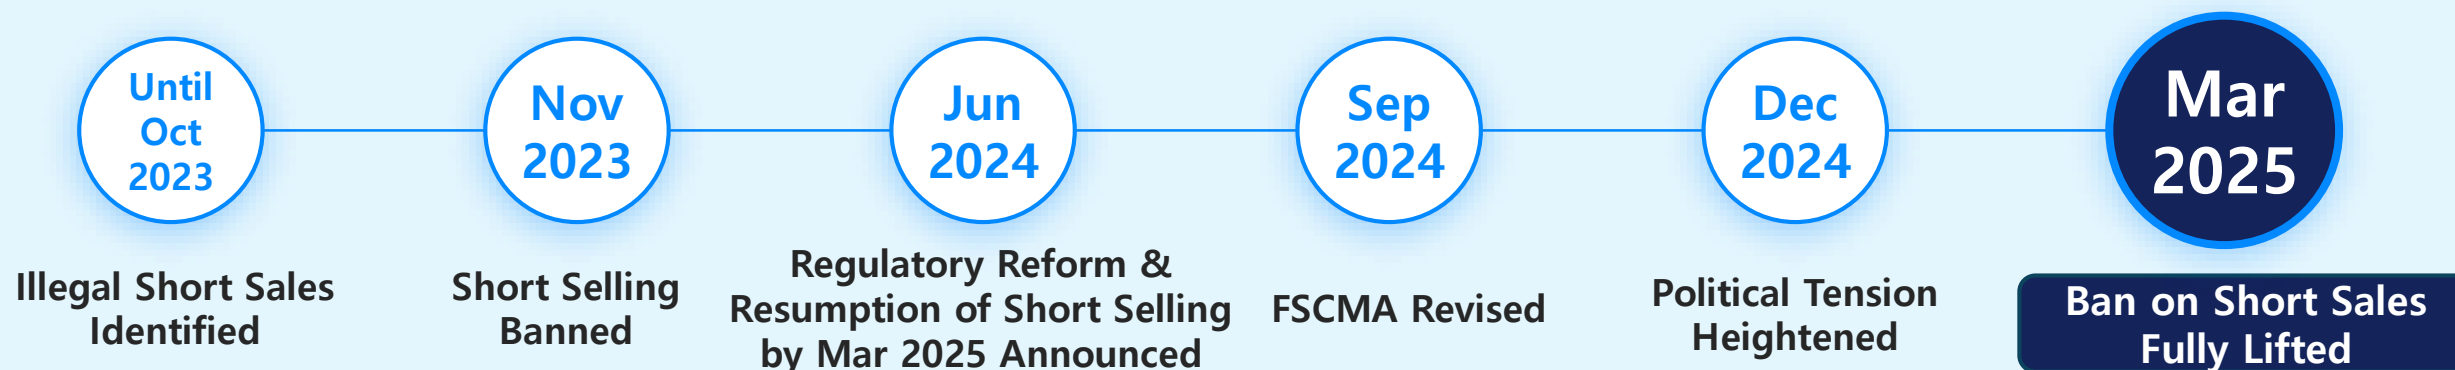 Until
Oct
2023
Illegal Short Sales
Identified
Nov
2023
Short Selling
Banned
Jun
2024
Regulatory Reform &
Resumption of Short Selling
by Mar 2025 Announced
Sep
2024
FSCMA Revised
Dec
2024
Political Tension
Heightened
Mar
2025
Ban on Short Sales
Fully Lifted